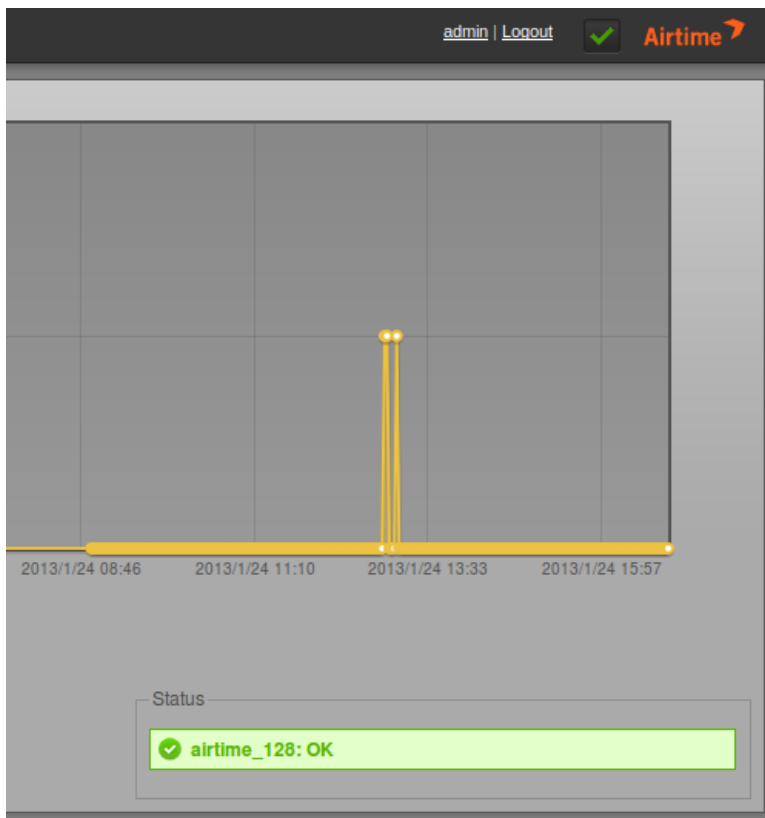 admin | Logout
Airtime
2013/1/24 08:46 2013/1/24 11:10 2013/1/24 13:33 2013/1/24 15:57
Status
airtime_128: OK